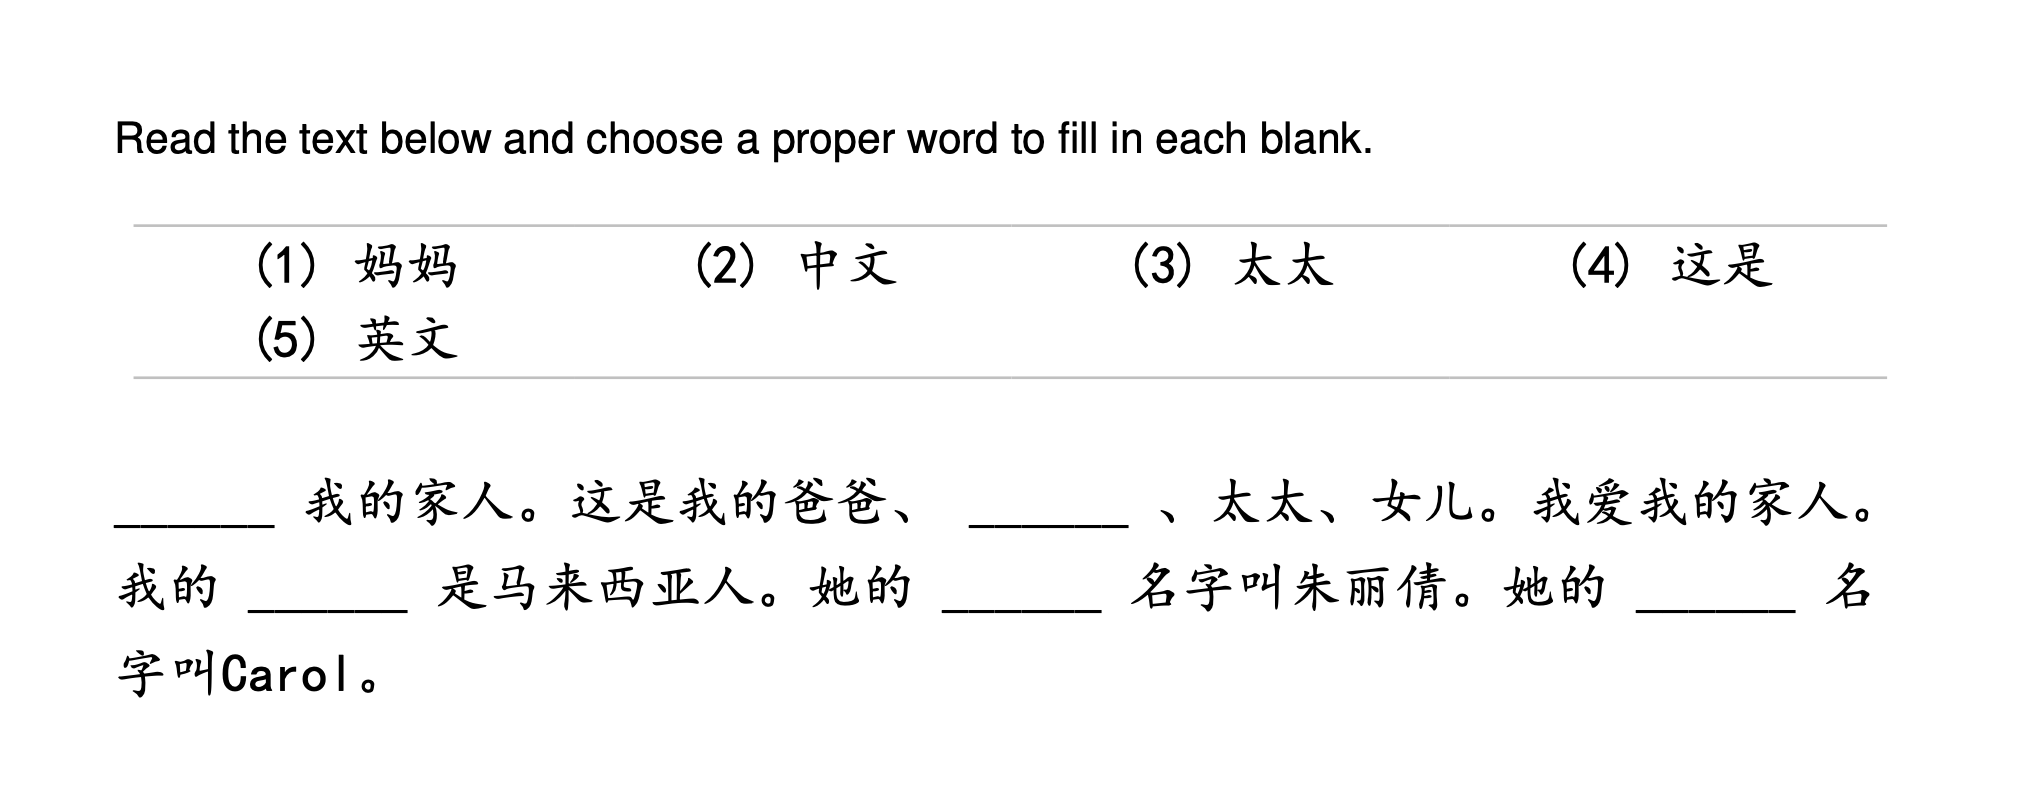 Read the text below and choose a proper word to fill in each blank.
(1) 妈妈 (2) 中文 (3) 太太 (4) 这是
(5) 英文
______ 我的家人。这是我的爸爸、 ______ 、太太、女儿。我爱我的家人。
我的 ______ 是马来西亚人。她的 ______ 名字叫朱丽倩。她的 ______ 名
字叫Carol。